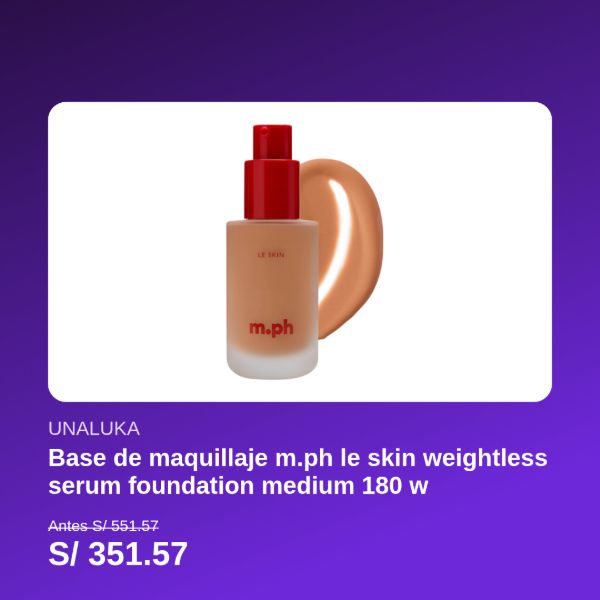 LE SKIN
m.ph
UNALUKA
Base de maquillaje m.ph le skin weightless
serum foundation medium 180 w
Antes S/ 551.57
S/ 351.57